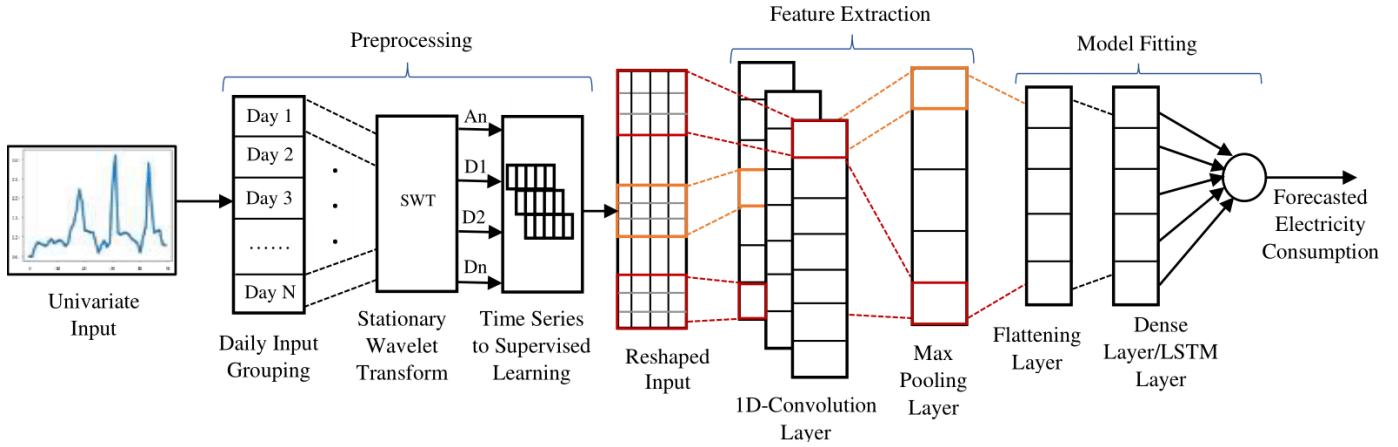 Feature Extraction
Preprocessing
Model Fitting
Day 1
Day 2
Day 3
......
Day N
SWT
An
D1
D2
Dn
Forecasted
Electricity
Consumption
Univariate
Input
Daily Input
Grouping
Stationary
Wavelet
Transform
Time Series
to Supervised
Learning
Reshaped
Input
1D-Convolution
Layer
Max
Pooling
Layer
Flattening
Layer
Dense
Layer/LSTM
Layer